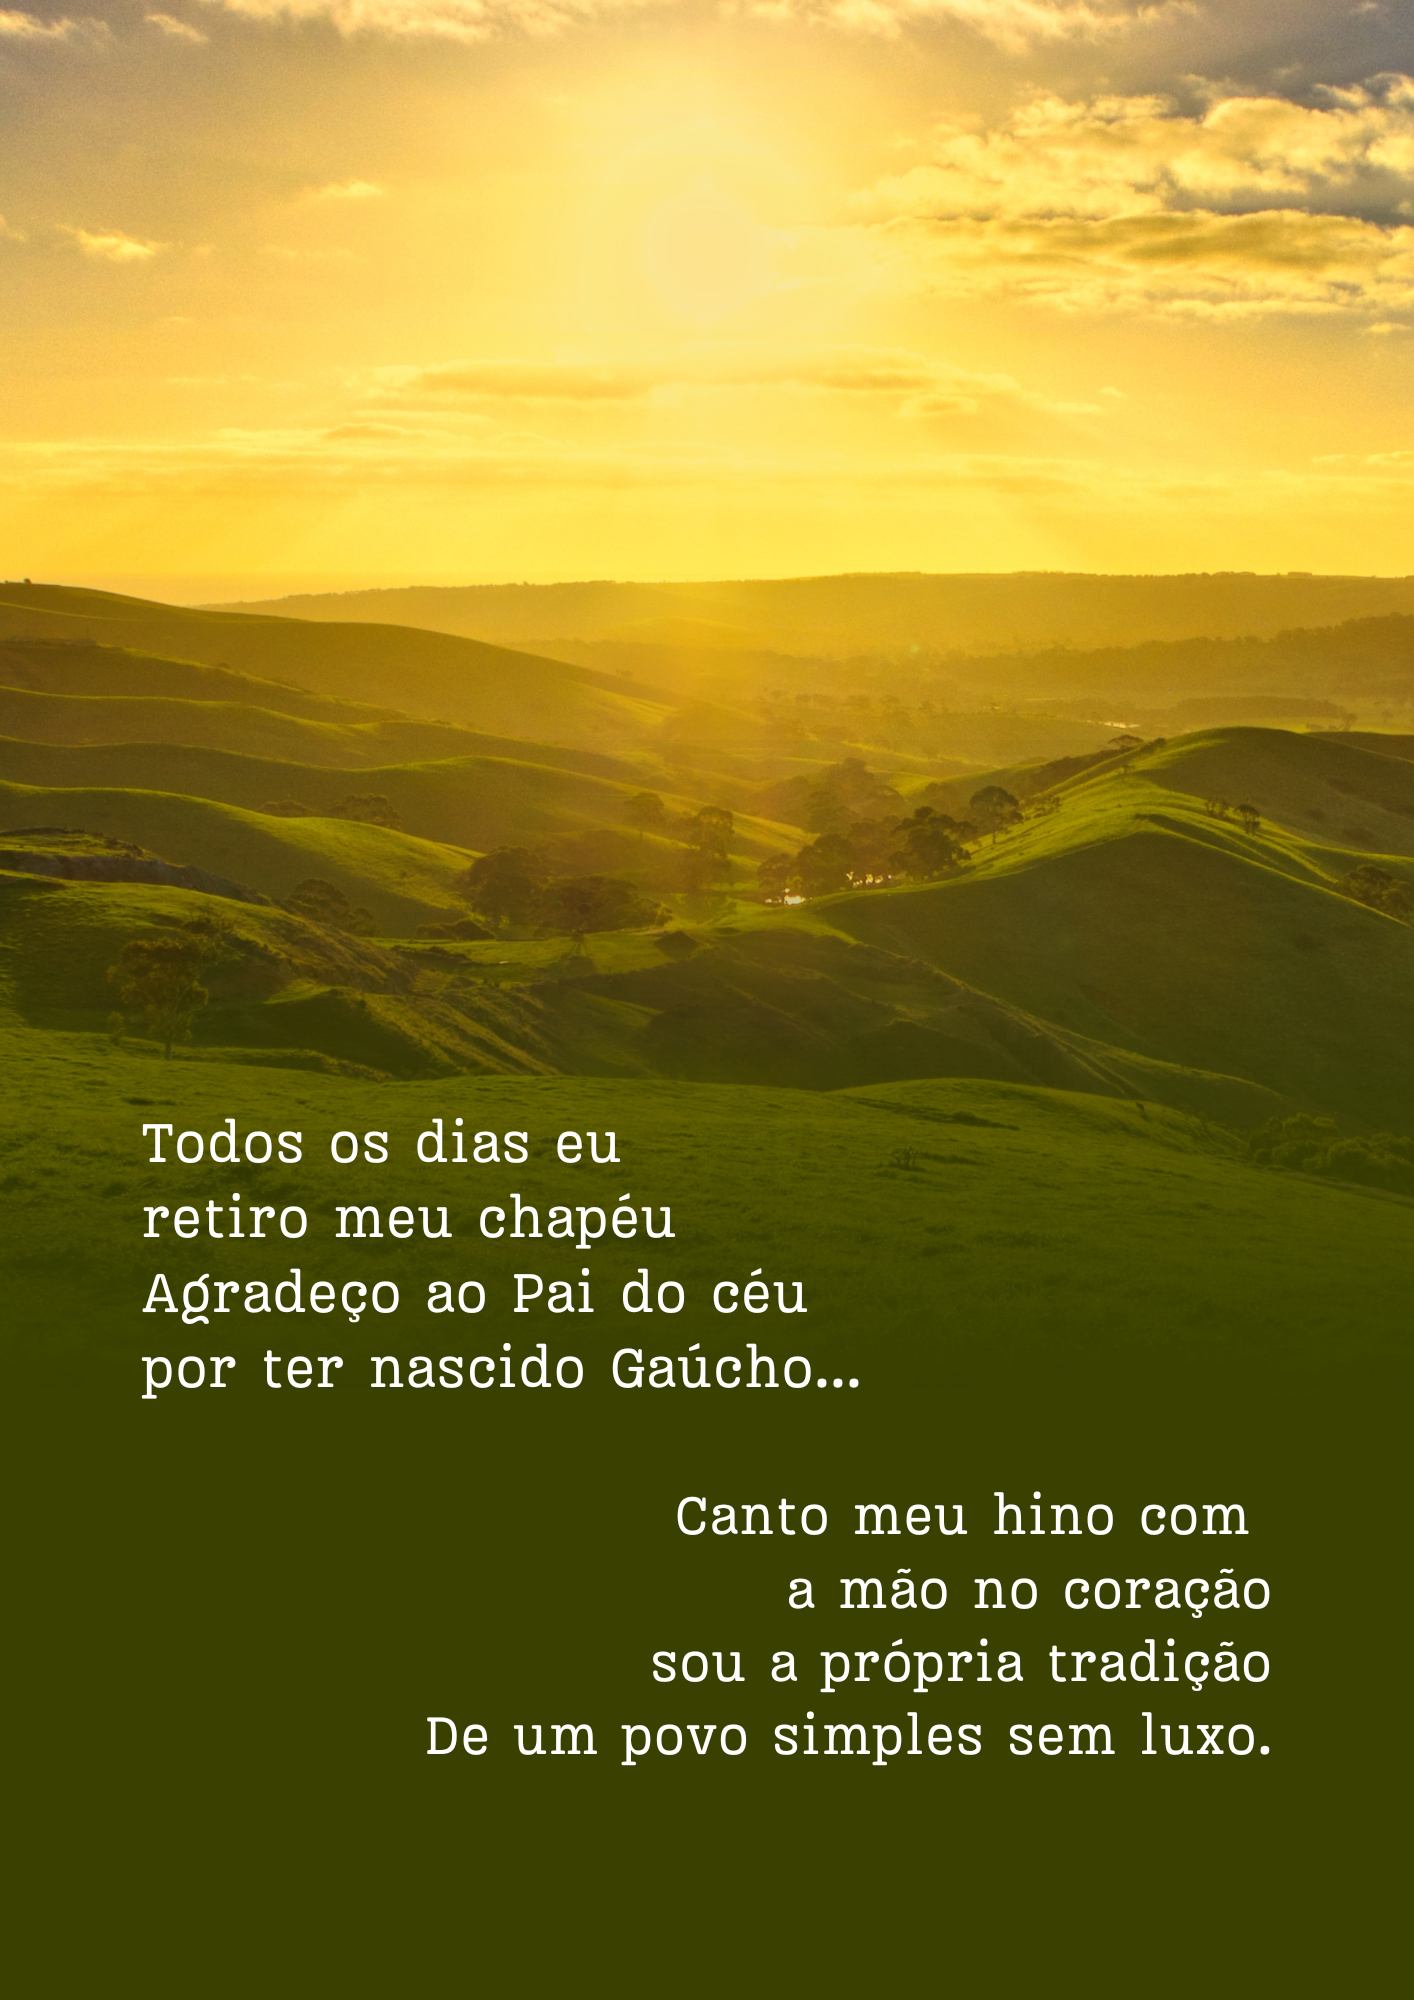 Todos os dias eu
retiro meu chapéu
Agradeço ao Pai do céu
por ter nascido Gaúcho...
Canto meu hino com
a mão no coração
sou a própria tradição
De um povo simples sem luxo.